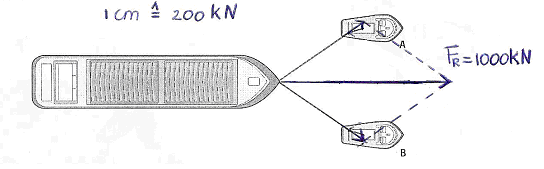 1 cm ≙ 200 kN
A
F_R = 1000 kN
B